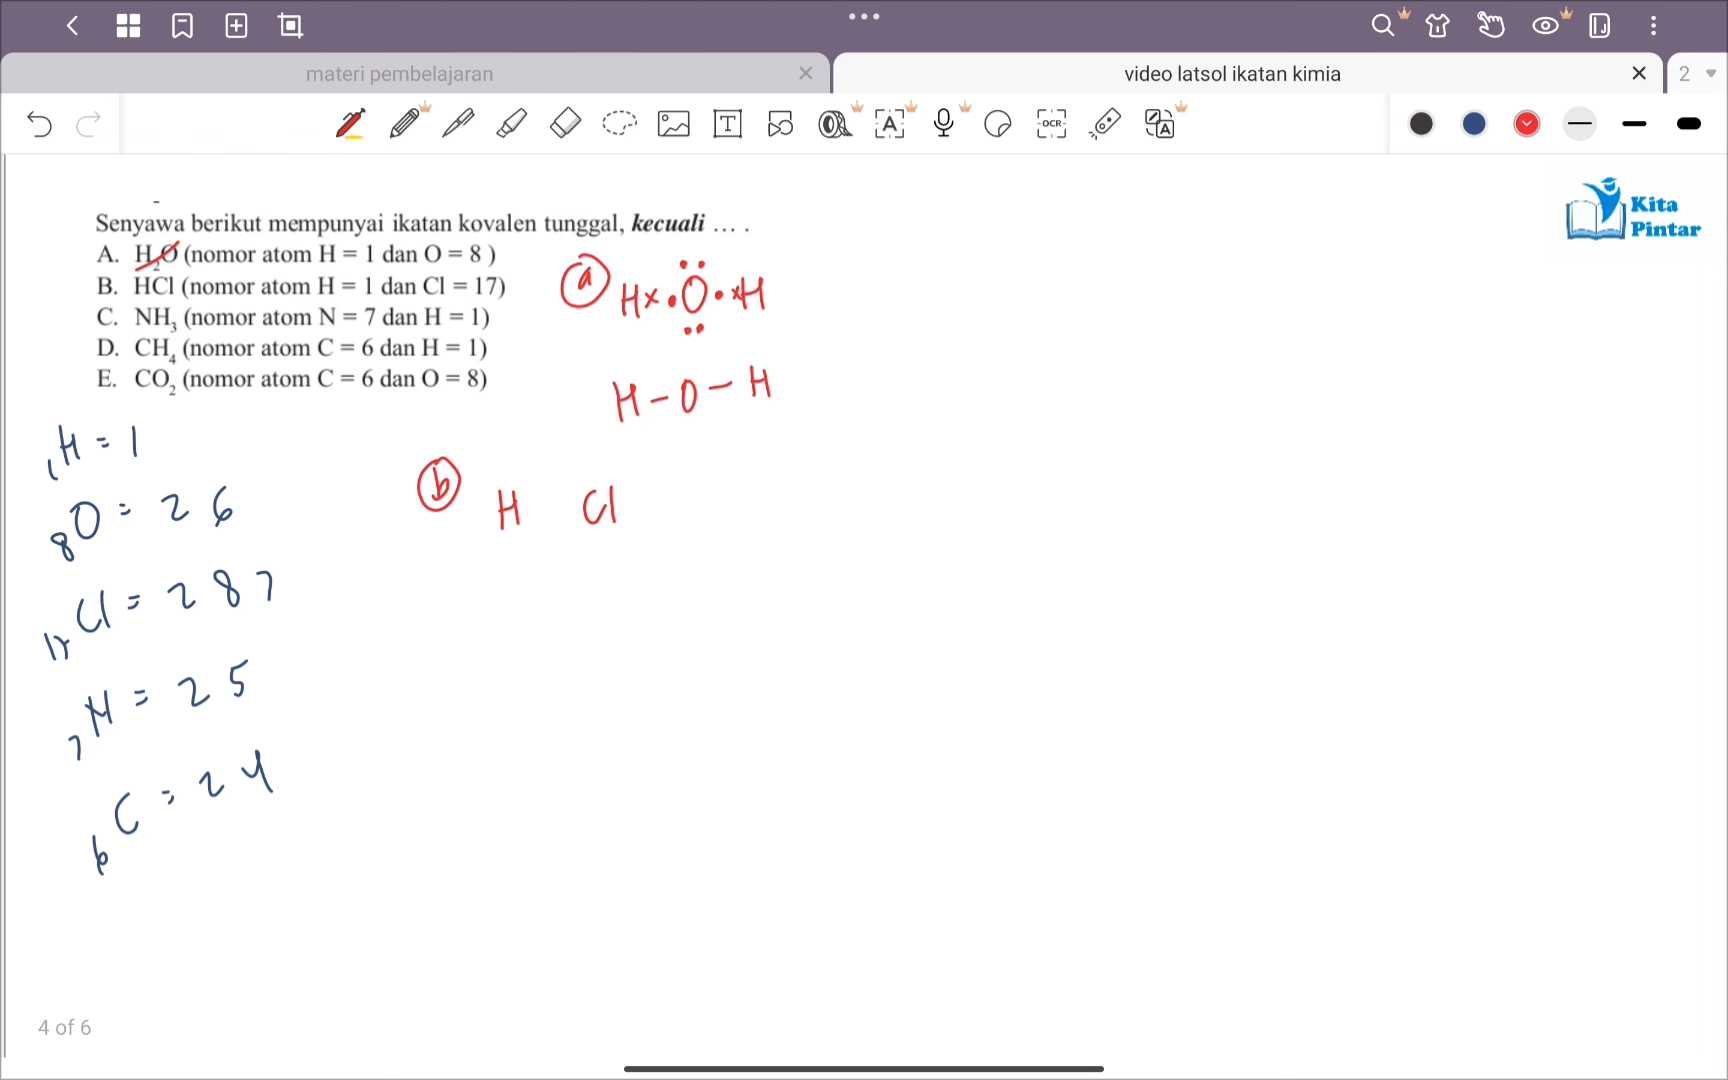 materi pembelajaran
video latsol ikatan kimia
2
T
A
OCR
A
Kita
Pintar
Senyawa berikut mempunyai ikatan kovalen tunggal, kecuali ... .
A. H₂O (nomor atom H = 1 dan O = 8 )
B. HCl (nomor atom H = 1 dan Cl = 17)
C. NH₃ (nomor atom N = 7 dan H = 1)
D. CH₄ (nomor atom C = 6 dan H = 1)
E. CO₂ (nomor atom C = 6 dan O = 8)
a H O H
H - O - H
₁H = 1
₈O = 2 6
₁₇Cl = 2 8 7
₇N = 2 5
₆C = 2 4
b H Cl
4 of 6